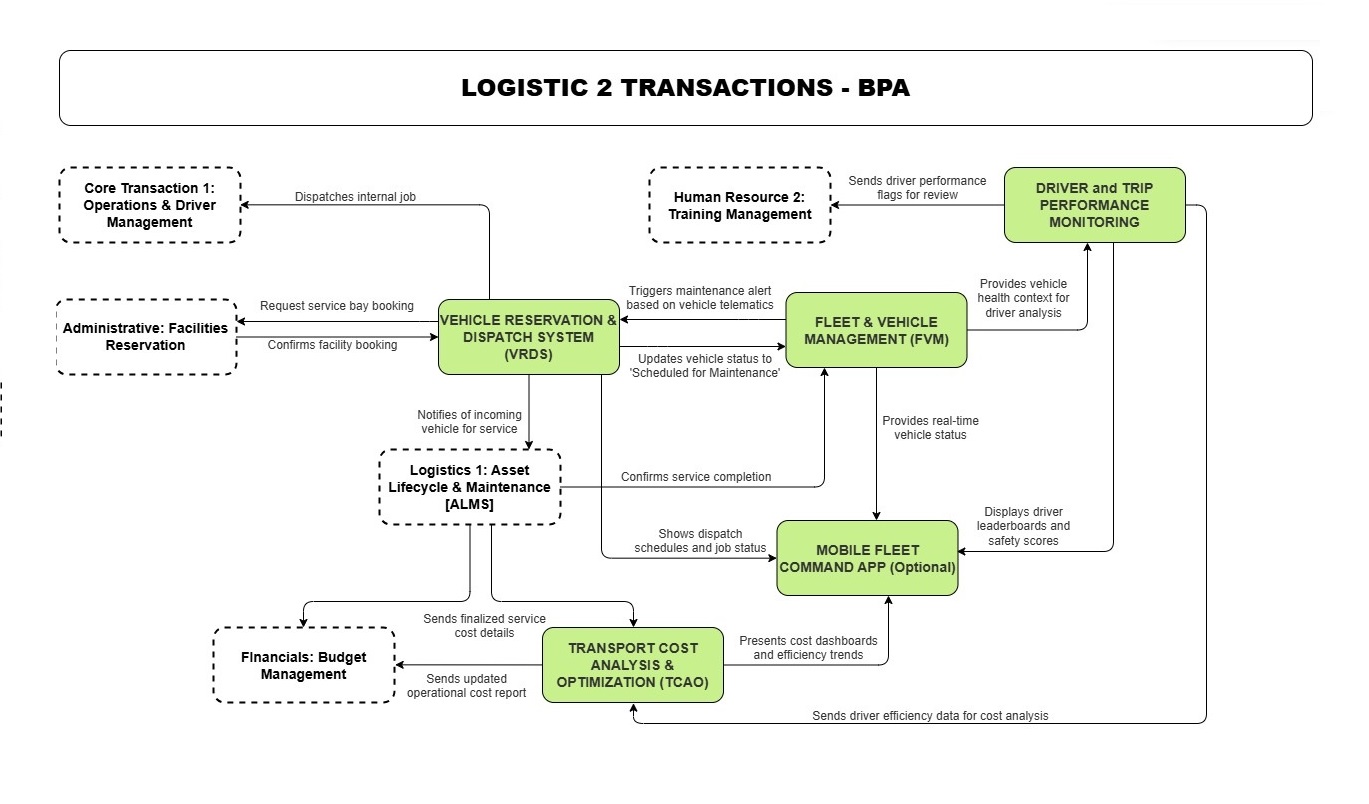 LOGISTIC 2 TRANSACTIONS - BPA
Core Transaction 1:
Operations & Driver
Management
Dispatches internal job
Human Resource 2:
Training Management
Sends driver performance
flags for review
DRIVER and TRIP
PERFORMANCE
MONITORING
Administrative: Facilities
Reservation
Request service bay booking
Confirms facility booking
VEHICLE RESERVATION &
DISPATCH SYSTEM
(VRDS)
Triggers maintenance alert
based on vehicle telematics
Updates vehicle status to
'Scheduled for Maintenance'
FLEET & VEHICLE
MANAGEMENT (FVM)
Provides vehicle
health context for
driver analysis
Notifies of incoming
vehicle for service
Provides real-time
vehicle status
Logistics 1: Asset
Lifecycle & Maintenance
[ALMS]
Confirms service completion
Shows dispatch
schedules and job status
MOBILE FLEET
COMMAND APP (Optional)
Displays driver
leaderboards and
safety scores
Sends finalized service
cost details
Financials: Budget
Management
Sends updated
operational cost report
TRANSPORT COST
ANALYSIS &
OPTIMIZATION (TCAO)
Presents cost dashboards
and efficiency trends
Sends driver efficiency data for cost analysis